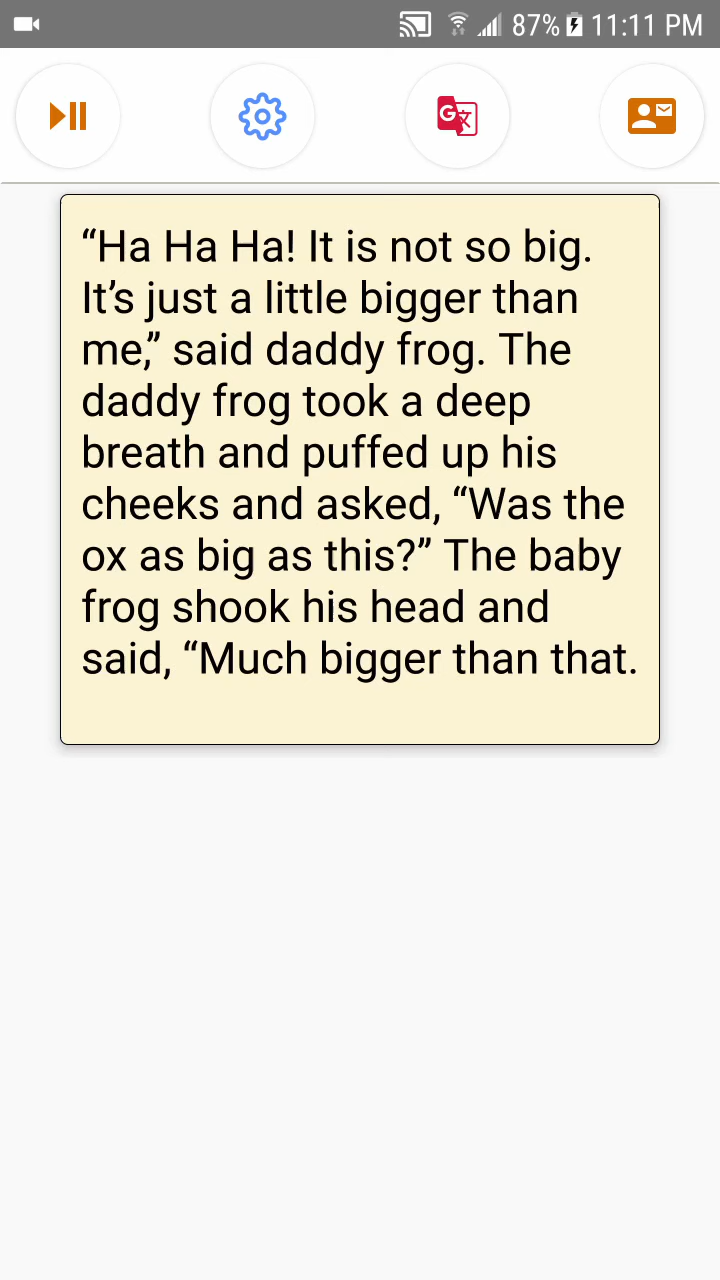 87% 11:11 PM
“Ha Ha Ha! It is not so big.
It’s just a little bigger than
me,” said daddy frog. The
daddy frog took a deep
breath and puffed up his
cheeks and asked, “Was the
ox as big as this?” The baby
frog shook his head and
said, “Much bigger than that.